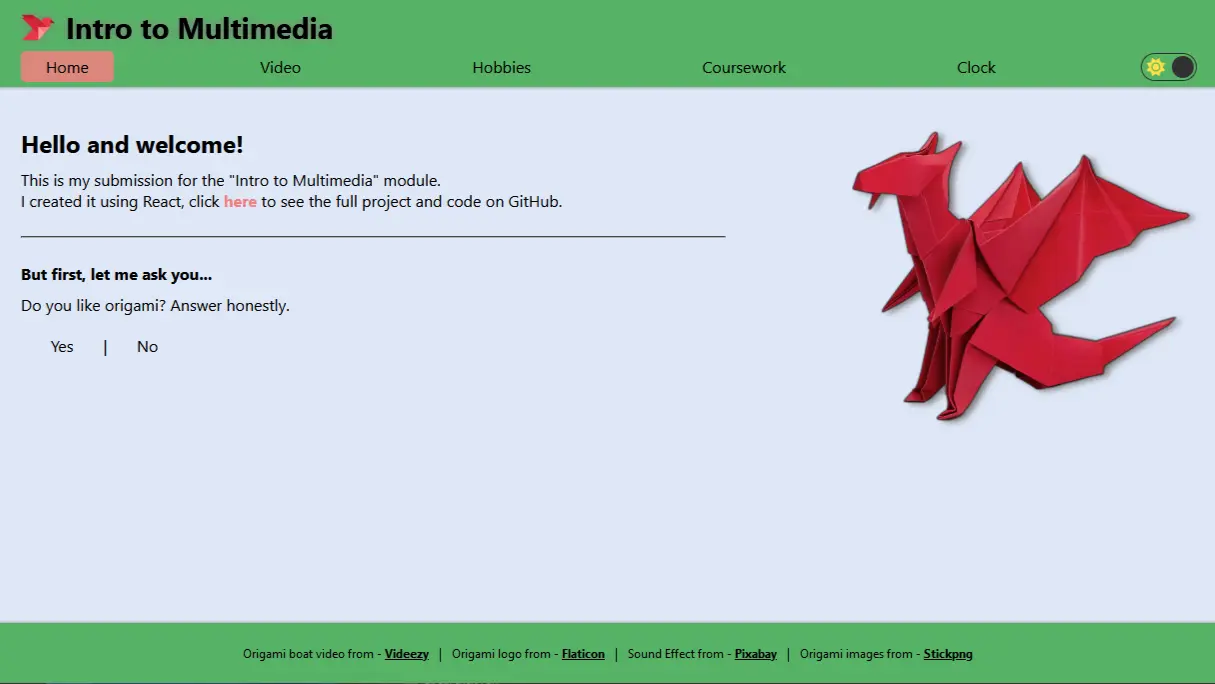 Intro to Multimedia
Home Video Hobbies Coursework Clock
Hello and welcome!
This is my submission for the "Intro to Multimedia" module.
I created it using React, click here to see the full project and code on GitHub.
But first, let me ask you...
Do you like origami? Answer honestly.
Yes | No
Origami boat video from - Videezy | Origami logo from - Flaticon | Sound Effect from - Pixabay | Origami images from - Stickpng